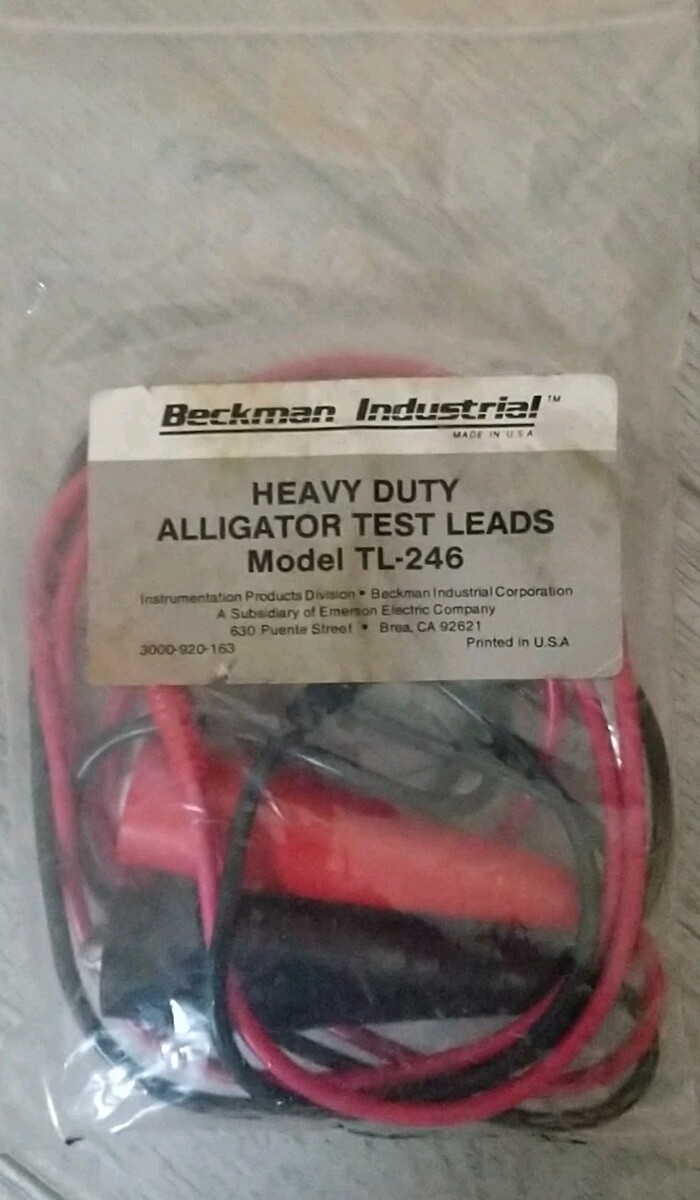 Beckman Industrial™
MADE IN U.S.A
HEAVY DUTY
ALLIGATOR TEST LEADS
Model TL-246
Instrumentation Products Division • Beckman Industrial Corporation
A Subsidiary of Emerson Electric Company
630 Puente Street • Brea, CA 92621
3000-920-163 Printed in U.S.A